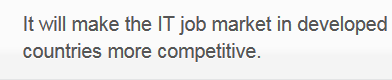 It will make the IT job market in developed
countries more competitive.